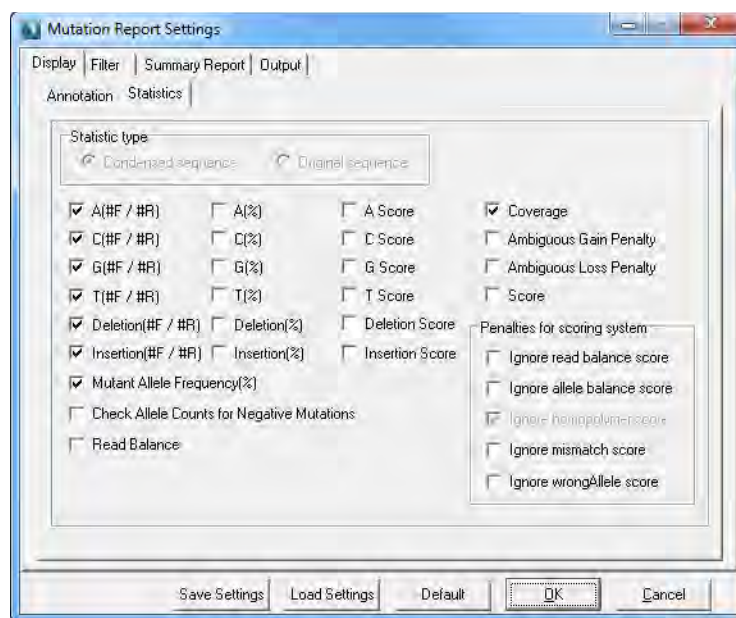 Mutation Report Settings
Display Filter Summary Report Output
Annotation Statistics
Statistic type
Condensed sequence Original sequence
A(#F / #R) A(%) A Score Coverage
C(#F / #R) C(%) C Score Ambiguous Gain Penalty
G(#F / #R) G(%) G Score Ambiguous Loss Penalty
T(#F / #R) T(%) T Score Score
Deletion(#F / #R) Deletion(%) Deletion Score
Insertion(#F / #R) Insertion(%) Insertion Score
Mutant Allele Frequency(%)
Check Allele Counts for Negative Mutations
Read Balance
Penalties for scoring system
Ignore read balance score
Ignore allele balance score
Ignore homopolymer score
Ignore mismatch score
Ignore wrongAllele score
Save Settings Load Settings Default OK Cancel